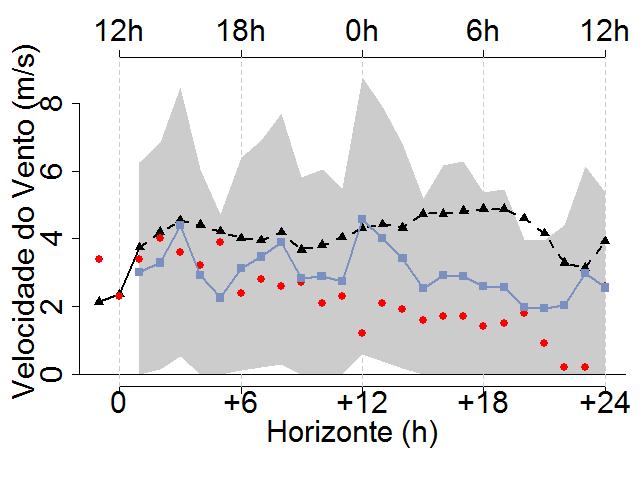 12h 18h 0h 6h 12h
Velocidade do Vento (m/s)
8
6
4
2
0
0 +6 +12 +18 +24
Horizonte (h)